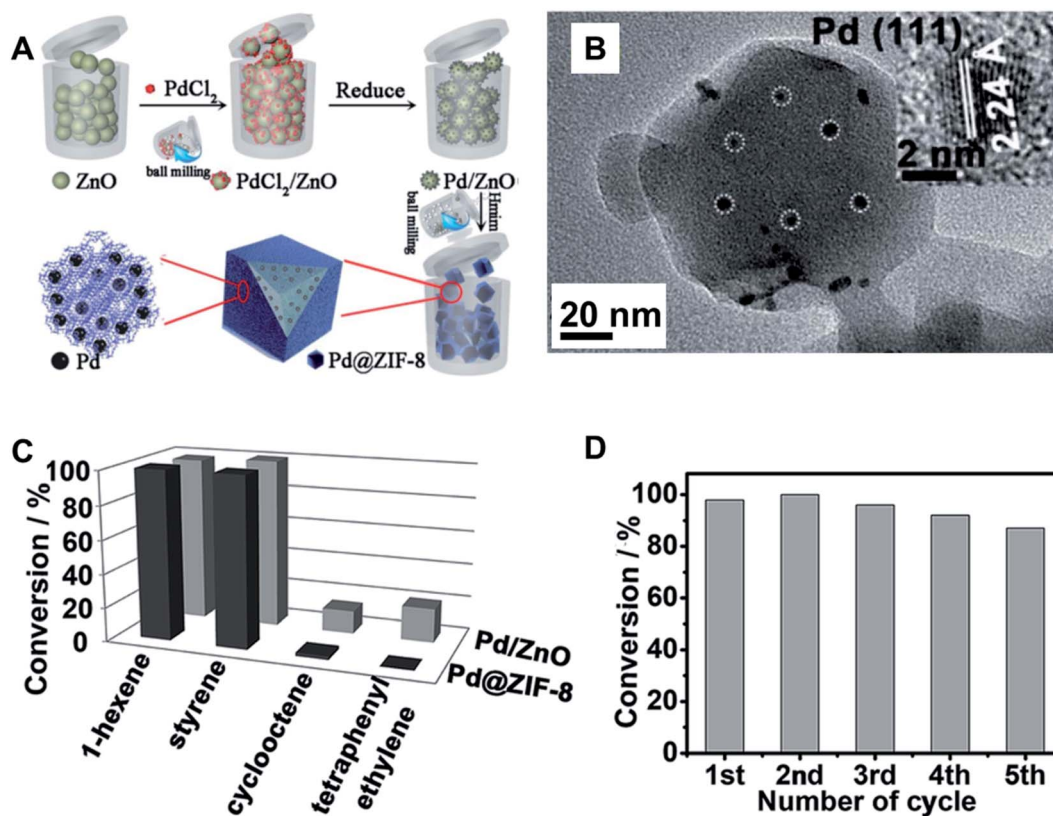 A
PdCl2
Reduce
ball milling
ZnO
PdCl2/ZnO
Pd/ZnO
ball milling
Hmim
Pd
Pd@ZIF-8
B
Pd (111)
2.24 A
2 nm
20 nm
C
Conversion / %
100
80
60
40
20
0
1-hexene
styrene
cyclooctene
tetraphenyl
ethylene
Pd/ZnO
Pd@ZIF-8
D
Conversion / %
100
80
60
40
20
0
1st 2nd 3rd 4th 5th
Number of cycle